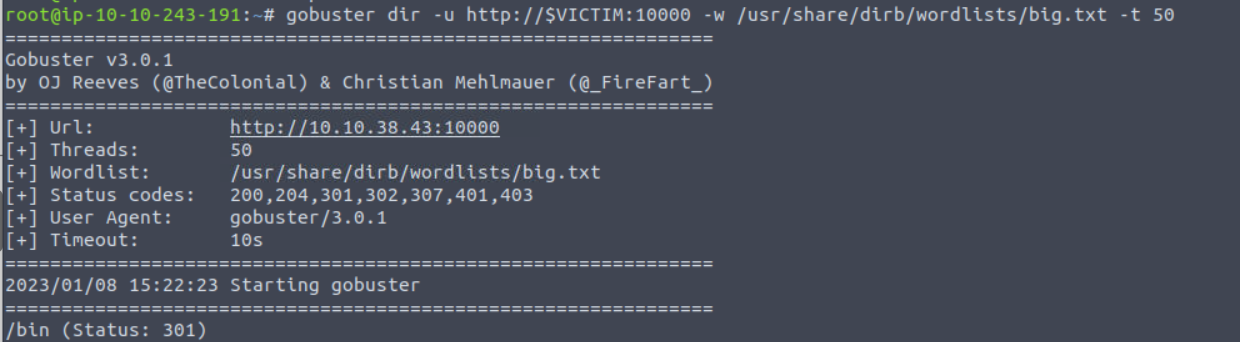 root@ip-10-10-243-191:~# gobuster dir -u http://$VICTIM:10000 -w /usr/share/dirb/wordlists/big.txt -t 50
===============================================================
Gobuster v3.0.1
by OJ Reeves (@TheColonial) & Christian Mehlmauer (@_FireFart_)
===============================================================
[+] Url:            http://10.10.38.43:10000
[+] Threads:        50
[+] Wordlist:       /usr/share/dirb/wordlists/big.txt
[+] Status codes:   200,204,301,302,307,401,403
[+] User Agent:     gobuster/3.0.1
[+] Timeout:        10s
===============================================================
2023/01/08 15:22:23 Starting gobuster
===============================================================
/bin (Status: 301)